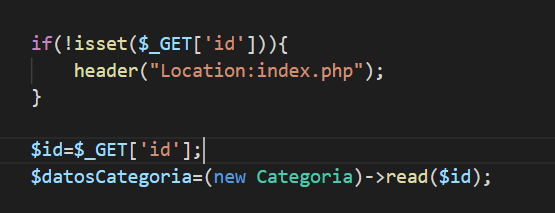 if(!isset($_GET['id'])){
    header("Location:index.php");
}
$id=$_GET['id'];
$datosCategoria=(new Categoria)->read($id);